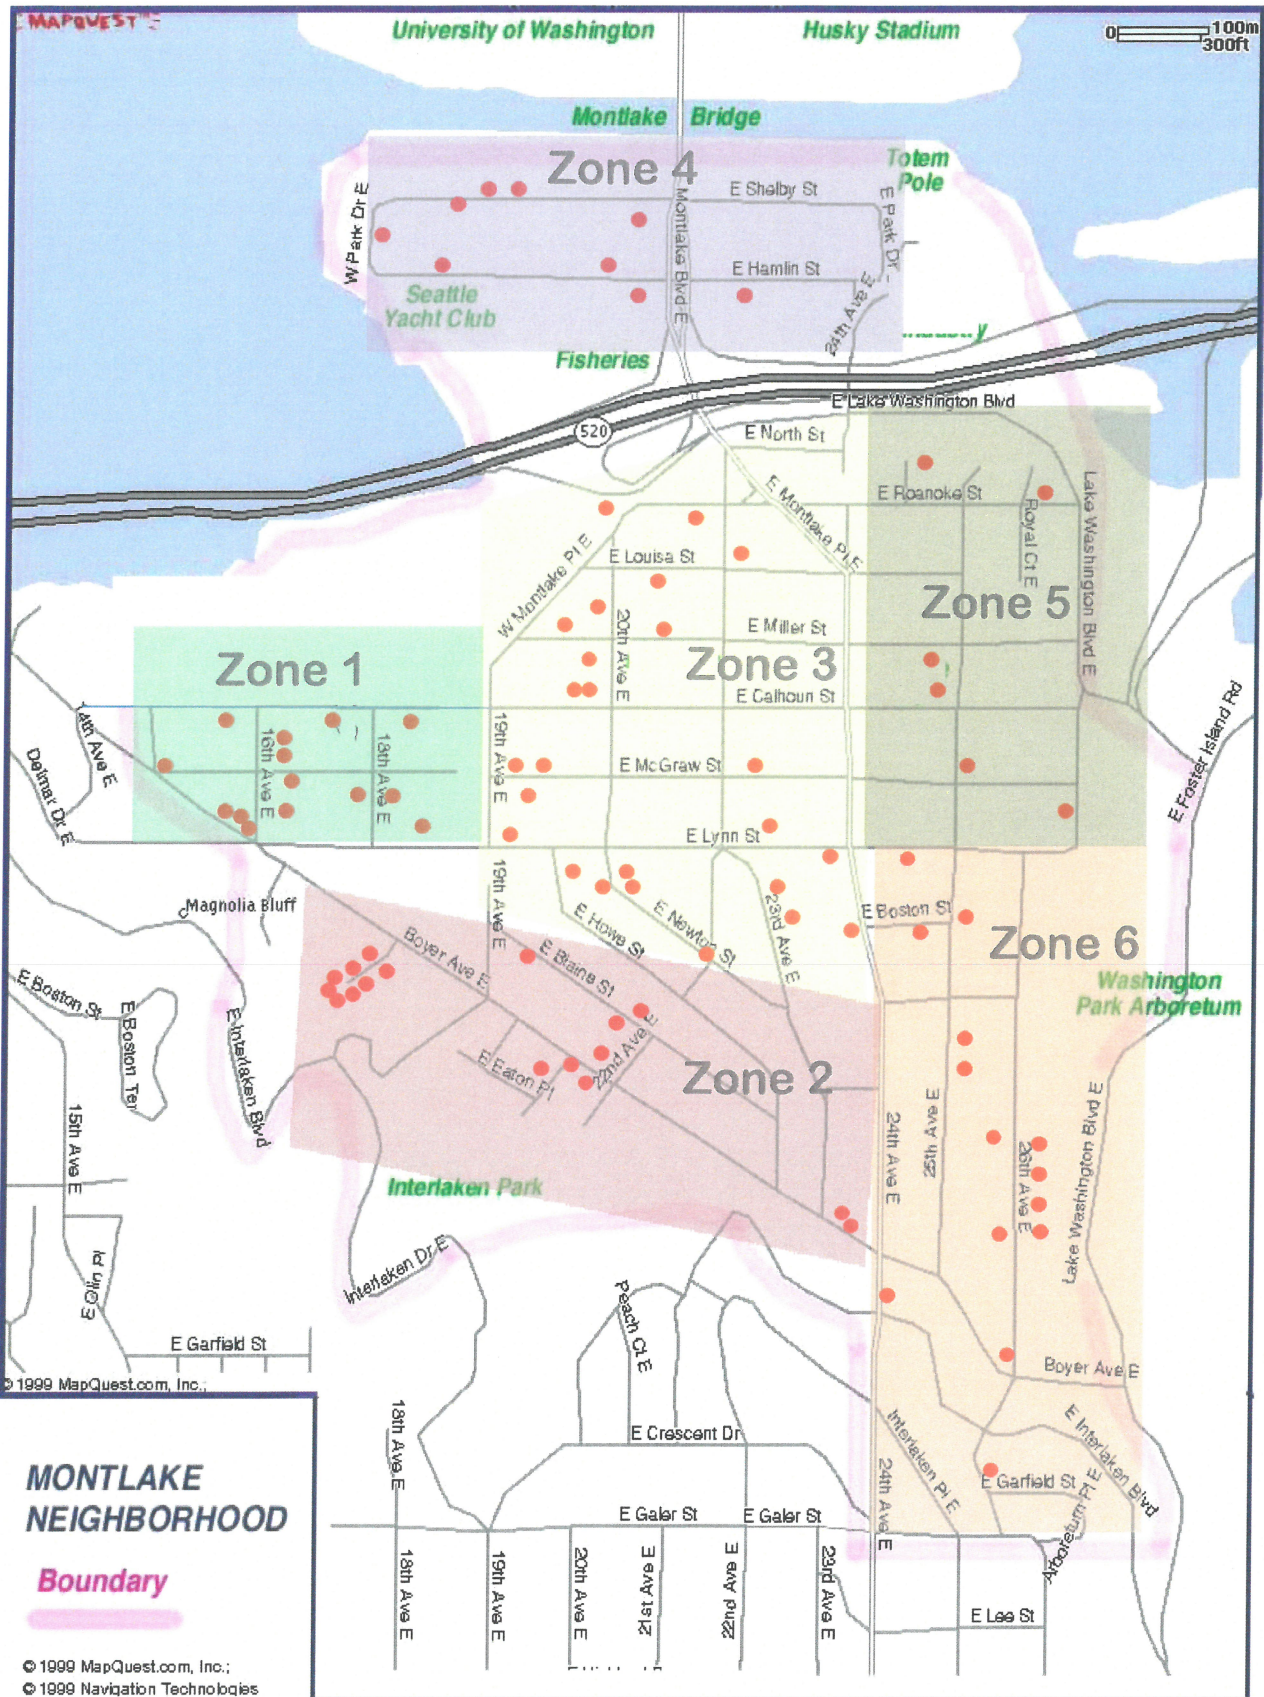 MAPQUEST
University of Washington
Husky Stadium
0 100m
300ft
Montlake Bridge
Zone 4
Totem
Pole
W Park Dr E
E Shelby St
E Park Dr
Montlake Blvd E
E Hamlin St
Seattle
Yacht Club
24th Ave E
Fisheries
E Lake Washington Blvd
520
E North St
E Montlake Pl E
E Roanoke St
Royal Ct E
Lake Washington Blvd E
W Montlake Pl E
E Louisa St
Zone 5
20th Ave E
E Miller St
Zone 1
Zone 3
E Calhoun St
14th Ave E
16th Ave E
18th Ave E
19th Ave E
E McGraw St
E Foster Island Rd
Delmar Dr E
E Lynn St
19th Ave E
Magnolia Bluff
E Howe St
E Newton St
23rd Ave E
E Boston St
Boyer Ave E
E Blaine St
Zone 6
Washington
Park Arboretum
E Boston St
E Boston Ter
E Interlaken Blvd
22nd Ave E
E Eaton Pl
Zone 2
15th Ave E
24th Ave E
25th Ave E
26th Ave E
Lake Washington Blvd E
Interlaken Park
Interlaken Dr E
E Olin Pl
Peach Ct E
E Garfield St
© 1999 MapQuest.com, Inc.;
Boyer Ave E
18th Ave E
E Crescent Dr
Interlaken Pl E
E Interlaken Blvd
24th Ave E
E Garfield St
Arboretum Pl E
E Galer St
E Galer St
18th Ave E
19th Ave E
20th Ave E
21st Ave E
22nd Ave E
23rd Ave E
E Lee St
MONTLAKE
NEIGHBORHOOD
Boundary
© 1999 MapQuest.com, Inc.;
© 1999 Navigation Technologies